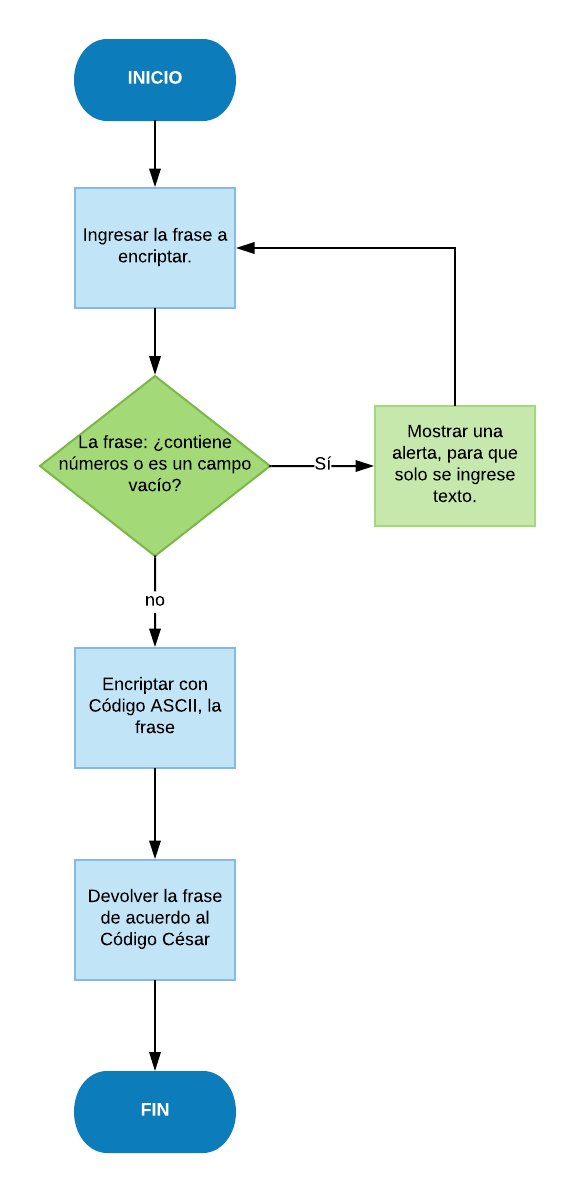 INICIO
Ingresar la frase a
encriptar.
La frase: ¿contiene
números o es un campo
vacío?
Sí
Mostrar una
alerta, para que
solo se ingrese
texto.
no
Encriptar con
Código ASCII, la
frase
Devolver la frase
de acuerdo al
Código César
FIN